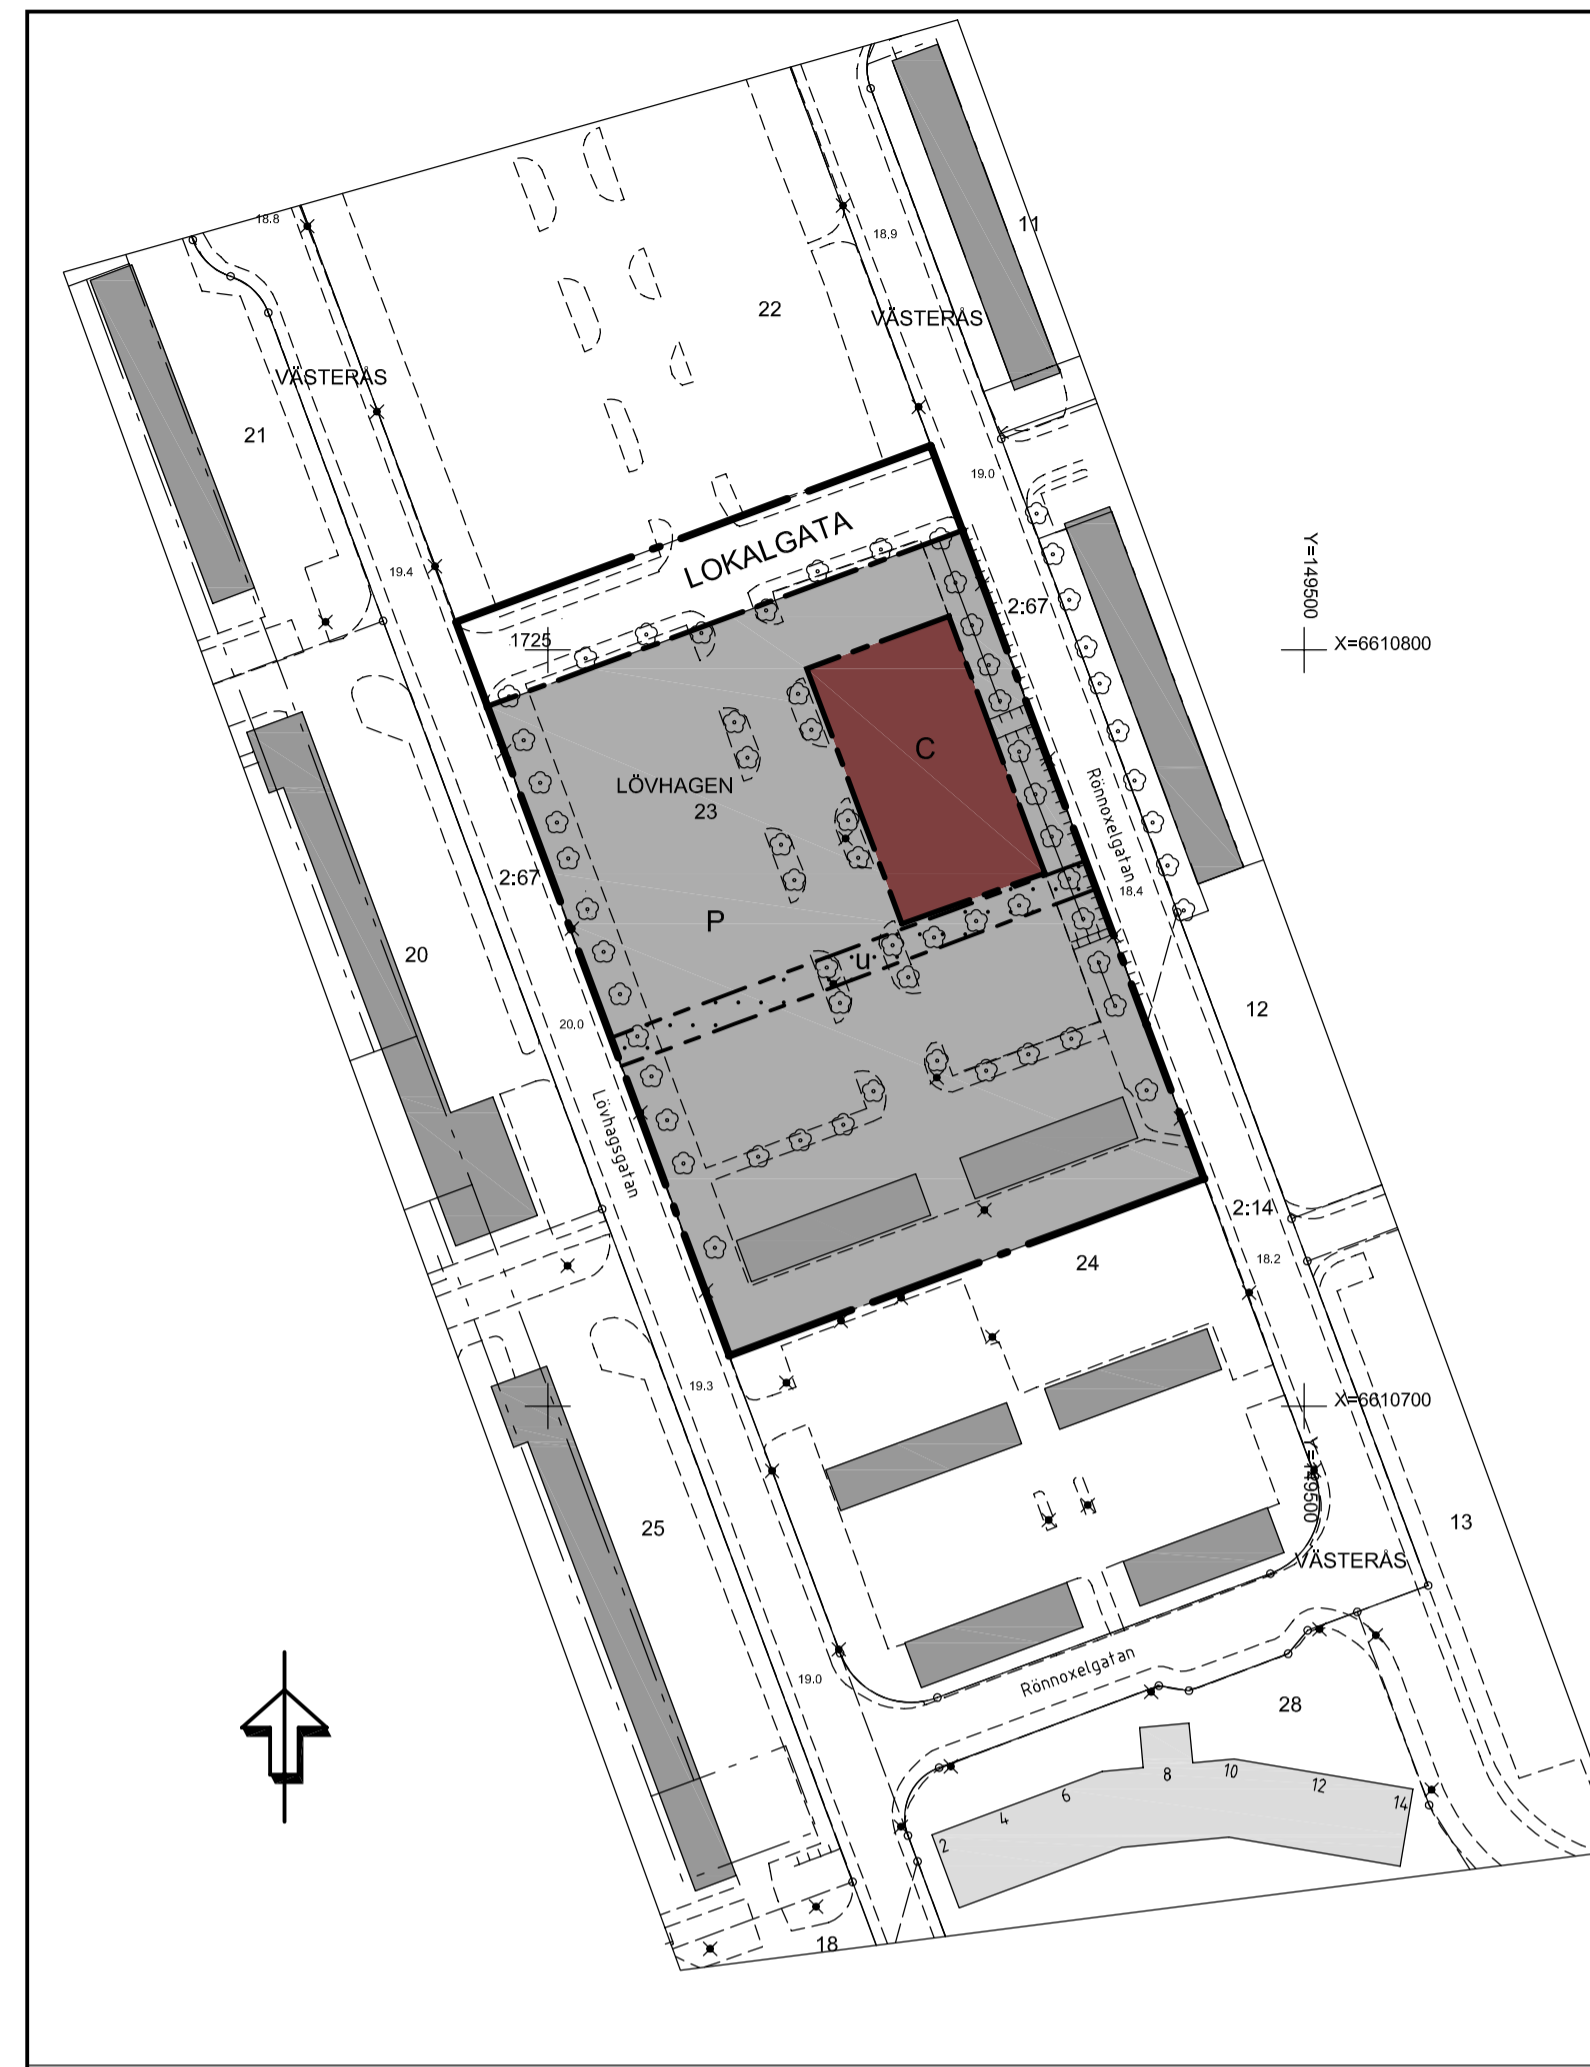 18.8
11
18.9
22
VÄSTERÅS
VÄSTERÅS
21
19.0
LOKALGATA
19.4
Y=149500
2:67
1725
X=6610800
C
LÖVHAGEN
23
Rönnoxelgatan
2:67
18.4
P
20
u
12
20.0
Lövhagsgatan
2:14
18.2
24
19.3
X=6610700
Y=149500
25
13
VÄSTERÅS
Rönnoxelgatan
19.0
28
8
10
12
6
14
4
2
18